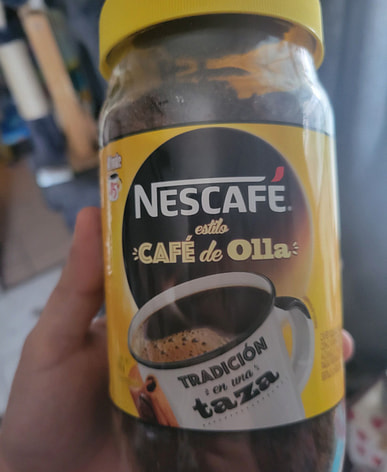 NESCAFÉ.
estilo
CAFÉ de Olla
TRADICIÓN
en una
taza